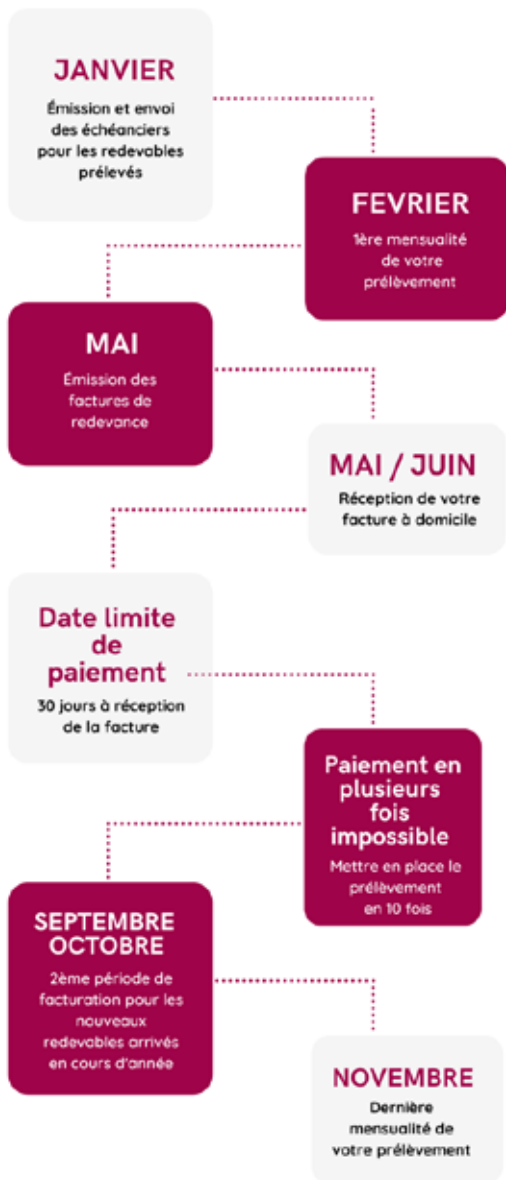 JANVIER
Émission et envoi
des échéanciers
pour les redevables
prélevés
FEVRIER
1ère mensualité
de votre
prélèvement
MAI
Émission des
factures de
redevance
MAI / JUIN
Réception de votre
facture à domicile
Date limite
de
paiement
30 jours à réception
de la facture
Paiement en
plusieurs
fois
impossible
Mettre en place le
prélèvement
en 10 fois
SEPTEMBRE
OCTOBRE
2ème période de
facturation pour les
nouveaux
redevables arrivés
en cours d'année
NOVEMBRE
Dernière
mensualité de
votre prélèvement